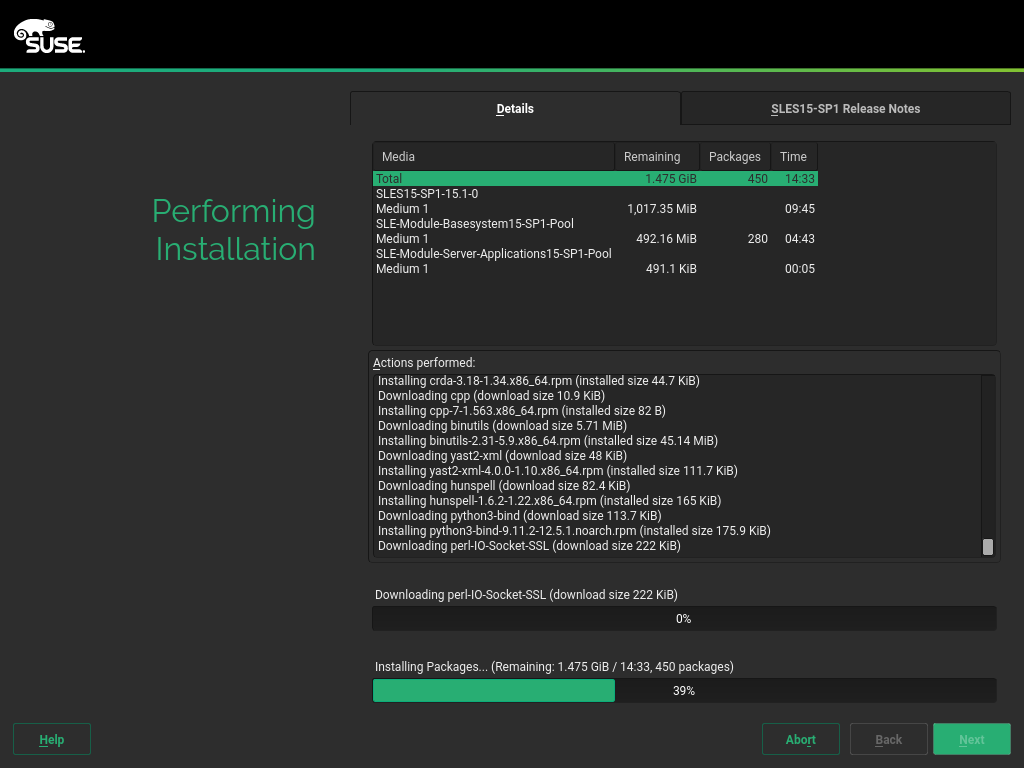 SUSE.
Details
SLES15-SP1 Release Notes
Performing
Installation
Media Remaining Packages Time
Total 1.475 GiB 450 14:33
SLES15-SP1-15.1-0
Medium 1 1,017.35 MiB 09:45
SLE-Module-Basesystem15-SP1-Pool
Medium 1 492.16 MiB 280 04:43
SLE-Module-Server-Applications15-SP1-Pool
Medium 1 491.1 KiB 00:05
Actions performed:
Installing crda-3.18-1.34.x86_64.rpm (installed size 44.7 KiB)
Downloading cpp (download size 10.9 KiB)
Installing cpp-7-1.563.x86_64.rpm (installed size 82 B)
Downloading binutils (download size 5.71 MiB)
Installing binutils-2.31-5.9.x86_64.rpm (installed size 45.14 MiB)
Downloading yast2-xml (download size 48 KiB)
Installing yast2-xml-4.0.0-1.10.x86_64.rpm (installed size 111.7 KiB)
Downloading hunspell (download size 82.4 KiB)
Installing hunspell-1.6.2-1.22.x86_64.rpm (installed size 165 KiB)
Downloading python3-bind (download size 113.7 KiB)
Installing python3-bind-9.11.2-12.5.1.noarch.rpm (installed size 175.9 KiB)
Downloading perl-IO-Socket-SSL (download size 222 KiB)
Downloading perl-IO-Socket-SSL (download size 222 KiB)
0%
Installing Packages... (Remaining: 1.475 GiB / 14:33, 450 packages)
39%
Help
Abort
Back
Next